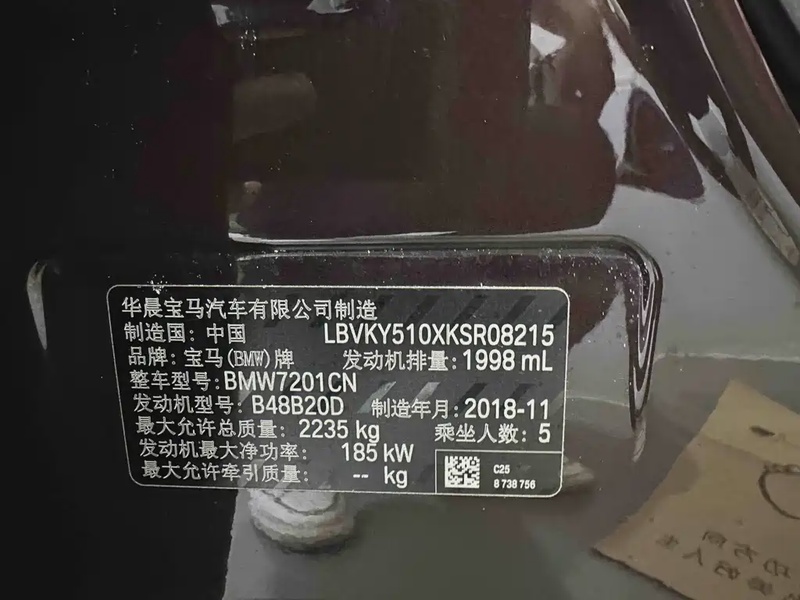 华晨宝马汽车有限公司制造
制造国: 中国 LBVKY510XKSR08215
品牌: 宝马(BMW)牌 发动机排量: 1998 mL
整车型号: BMW7201CN
发动机型号: B48B20D 制造年月: 2018-11
最大允许总质量: 2235 kg 乘坐人数: 5
发动机最大净功率: 185 kW
最大允许牵引质量: -- kg
C25
8 738 756